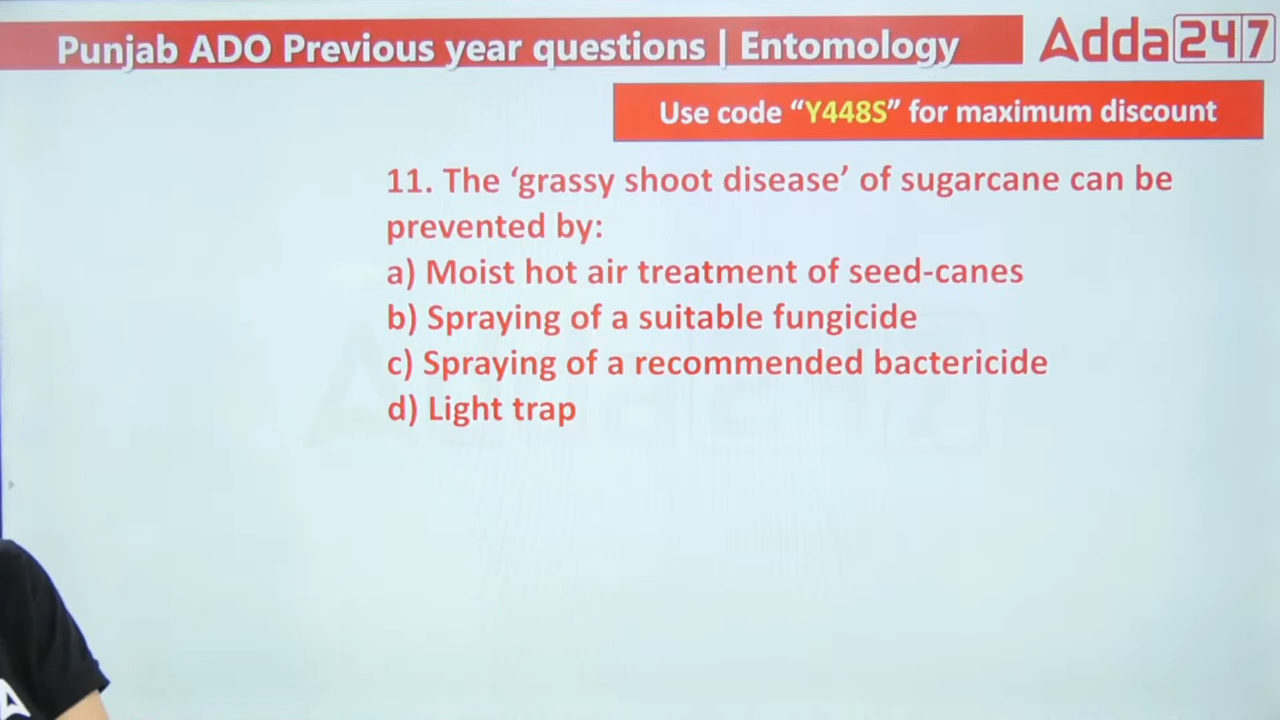 Punjab ADO Previous year questions | Entomology
Adda247
Use code “Y448S” for maximum discount
11. The ‘grassy shoot disease’ of sugarcane can be
prevented by:
a) Moist hot air treatment of seed-canes
b) Spraying of a suitable fungicide
c) Spraying of a recommended bactericide
d) Light trap